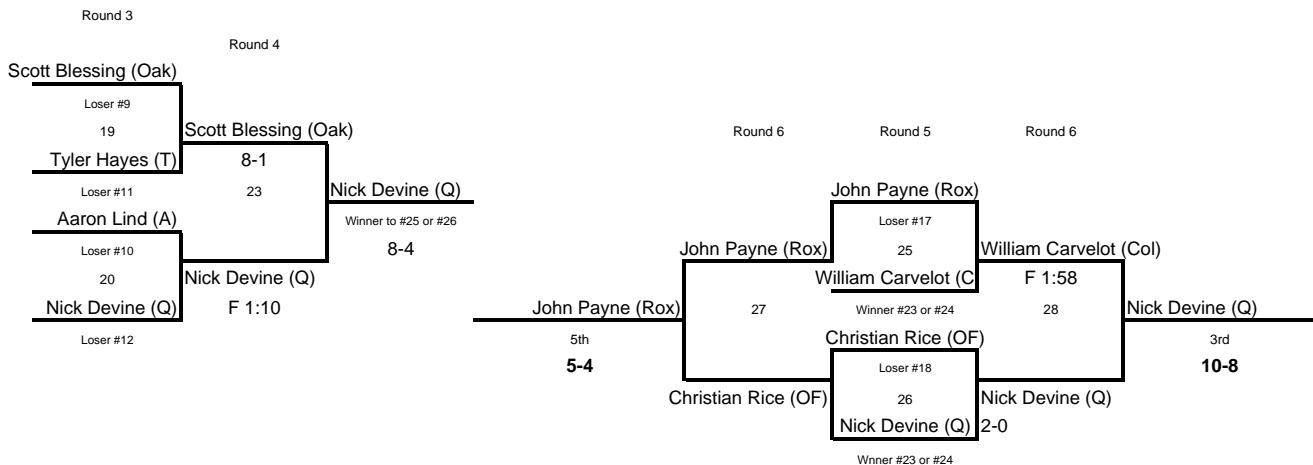 Round 3
Round 4
Scott Blessing (Oak)
Loser #9
19
Scott Blessing (Oak)
Tyler Hayes (T)
8-1
Loser #11
23
Nick Devine (Q)
Aaron Lind (A)
Winner to #25 or #26
Loser #10
8-4
20
Nick Devine (Q)
Nick Devine (Q)
F 1:10
Loser #12
Round 6
Round 5
Round 6
John Payne (Rox)
Loser #17
John Payne (Rox)
25
William Carvelot (Col)
William Carvelot (C
F 1:58
John Payne (Rox)
27
Winner #23 or #24
28
Nick Devine (Q)
5th
Christian Rice (OF)
3rd
5-4
Loser #18
10-8
Christian Rice (OF)
26
Nick Devine (Q)
Nick Devine (Q)
2-0
Wnner #23 or #24